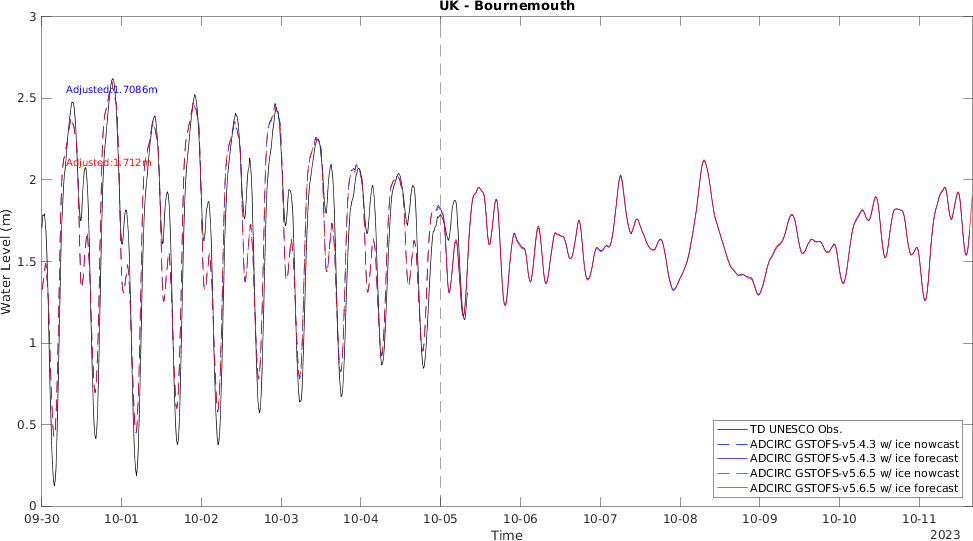 UK - Bournemouth
3
2.5
2
1.5
1
0.5
0
Water Level (m)
Adjusted:1.7086m
Adjusted:1.712m
TD UNESCO Obs.
ADCIRC GSTOFS-v5.4.3 w/ ice nowcast
ADCIRC GSTOFS-v5.4.3 w/ ice forecast
ADCIRC GSTOFS-v5.6.5 w/ ice nowcast
ADCIRC GSTOFS-v5.6.5 w/ ice forecast
09-30 10-01 10-02 10-03 10-04 10-05 10-06 10-07 10-08 10-09 10-10 10-11
Time
2023